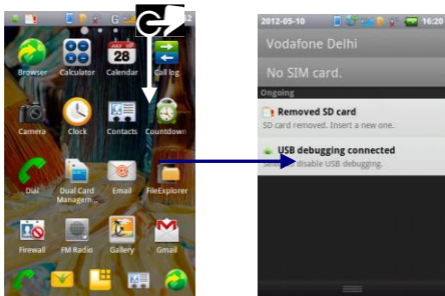 G
Browser Calculator Calendar Call log
JULY
28
Camera Clock Contacts Countdown
Dial Dual Card Managem... Email FileExplorer
Firewall FM Radio Gallery Gmail
2012-05-10 16:20
Vodafone Delhi
No SIM card.
Ongoing
Removed SD card
SD card removed. Insert a new one.
USB debugging connected
disable USB debugging.